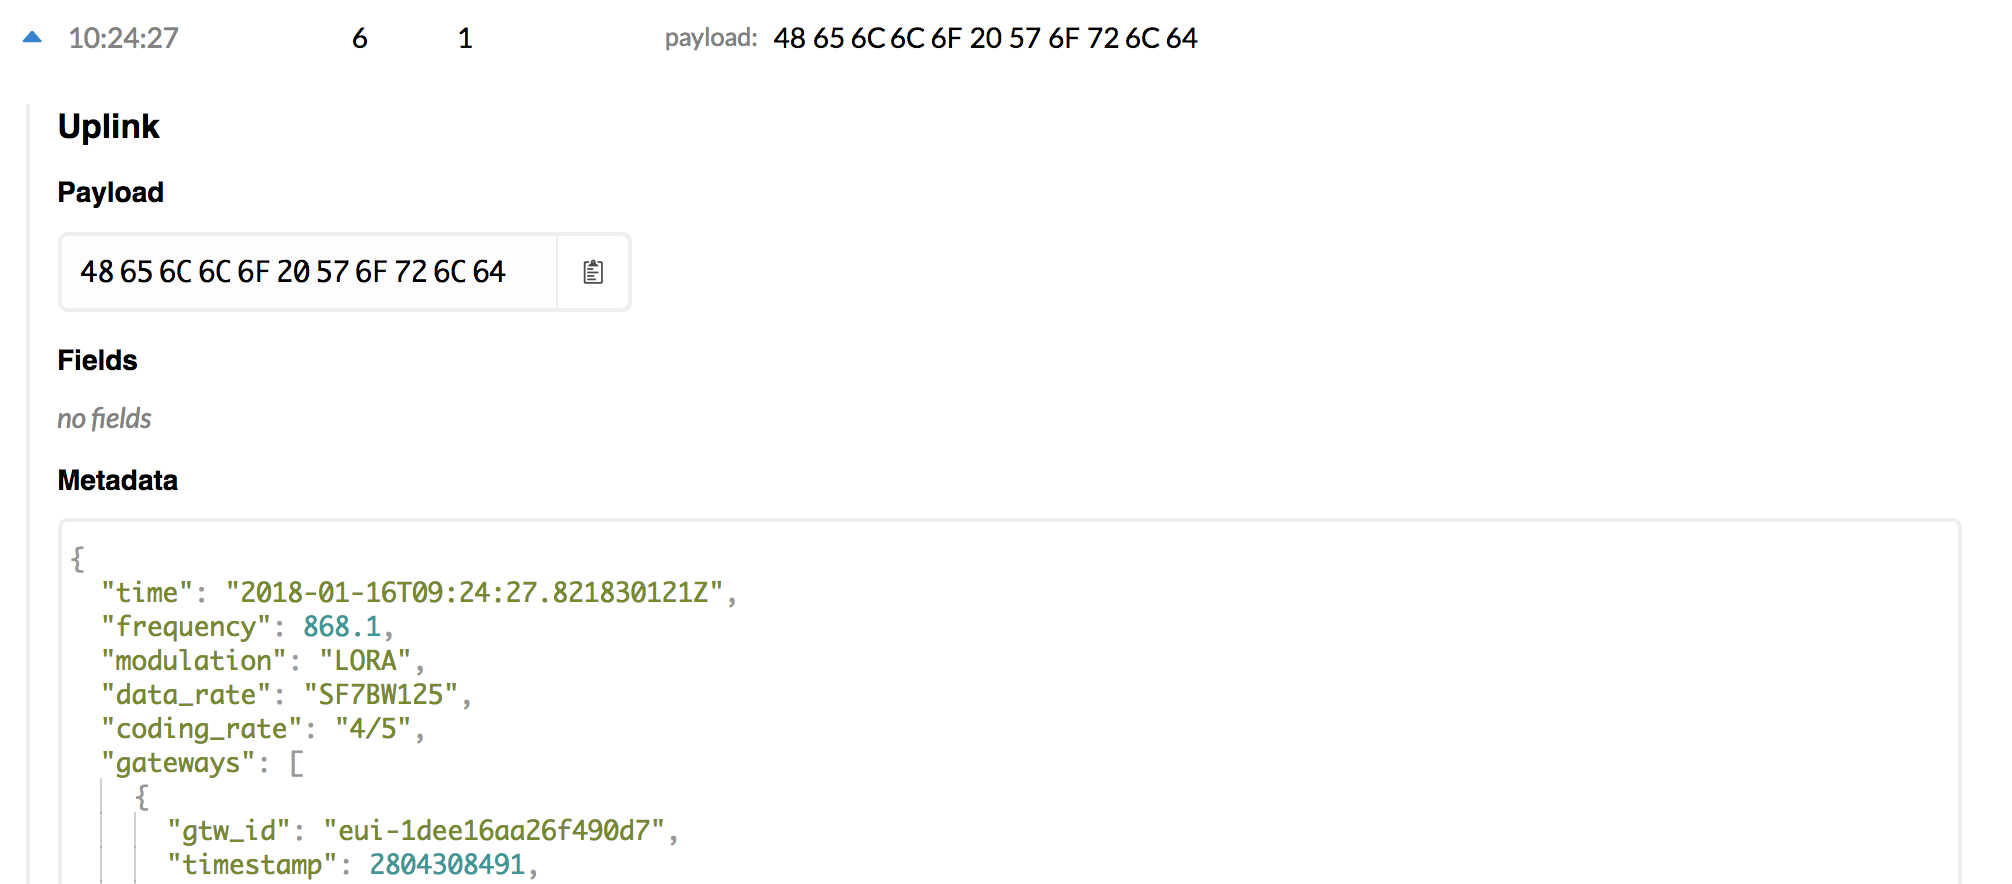 10:24:27 6 1 payload: 48 65 6C 6C 6F 20 57 6F 72 6C 64
Uplink
Payload
48 65 6C 6C 6F 20 57 6F 72 6C 64
Fields
no fields
Metadata
{
"time": "2018-01-16T09:24:27.821830121Z",
"frequency": 868.1,
"modulation": "LORA",
"data_rate": "SF7BW125",
"coding_rate": "4/5",
"gateways": [
{
"gtw_id": "eui-1dee16aa26f490d7",
"timestamp": 2804308491,